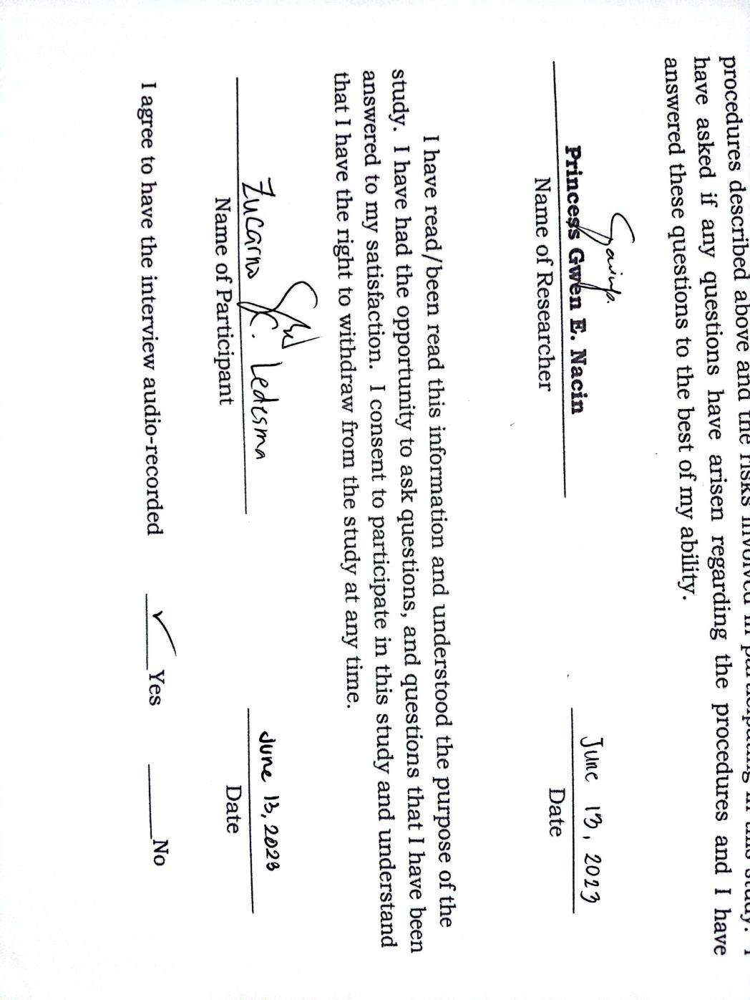 procedures described above and the risks involved in participating in this study. I
have asked if any questions have arisen regarding the procedures and I have
answered these questions to the best of my ability.
Princess Gwen E. Nacin June 13, 2023
Name of Researcher Date
I have read/been read this information and understood the purpose of the
study. I have had the opportunity to ask questions, and questions that I have been
answered to my satisfaction. I consent to participate in this study and understand
that I have the right to withdraw from the study at any time.
Zucarno Ledesma June 13, 2023
Name of Participant Date
I agree to have the interview audio-recorded Yes No